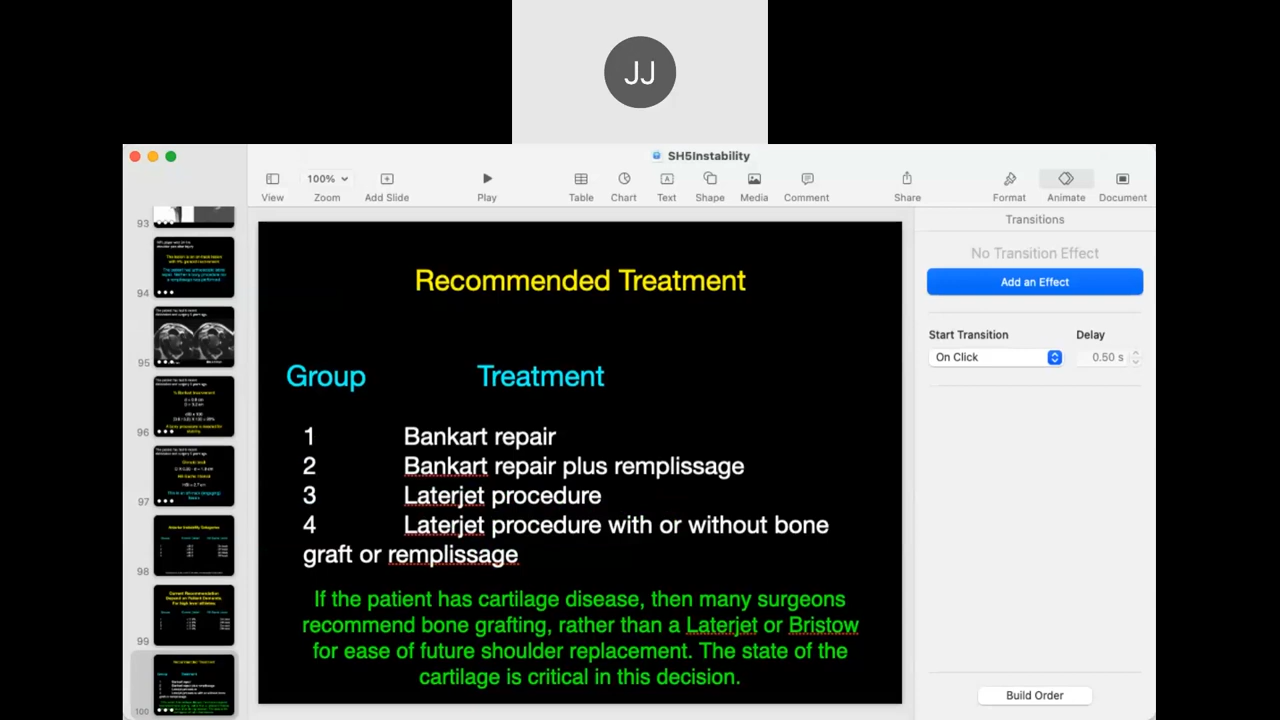 JJ
SH5Instability
100%
View
Zoom
Add Slide
Play
Table
Chart
Text
Shape
Media
Comment
Share
Format
Animate
Document
93
94
95
96
97
98
99
100
Recommended Treatment
Group Treatment
1 Bankart repair
2 Bankart repair plus remplissage
3 Laterjet procedure
4 Laterjet procedure with or without bone
graft or remplissage
If the patient has cartilage disease, then many surgeons
recommend bone grafting, rather than a Laterjet or Bristow
for ease of future shoulder replacement. The state of the
cartilage is critical in this decision.
Transitions
No Transition Effect
Add an Effect
Start Transition Delay
On Click 0.50 s
Build Order